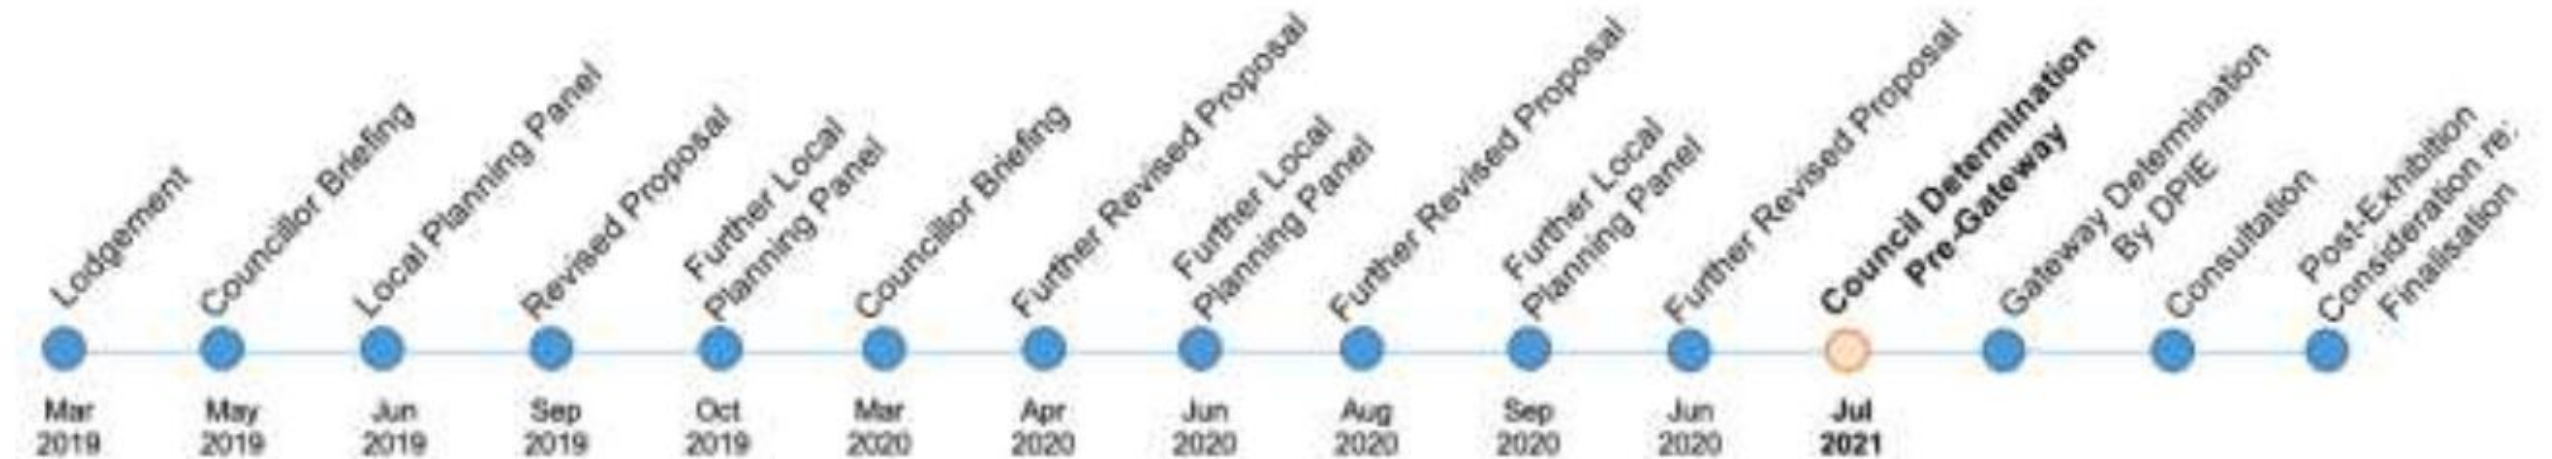 Lodgement
Councillor Briefing
Local Planning Panel
Revised Proposal
Further Local
Planning Panel
Councillor Briefing
Further Revised Proposal
Further Local
Planning Panel
Further Revised Proposal
Further Local
Planning Panel
Further Revised Proposal
Council Determination
Pre-Gateway
Gateway Determination
By DPIE
Consultation
Post-Exhibition
Consideration re:
Finalisation
Mar
2019
May
2019
Jun
2019
Sep
2019
Oct
2019
Mar
2020
Apr
2020
Jun
2020
Aug
2020
Sep
2020
Jun
2020
Jul
2021